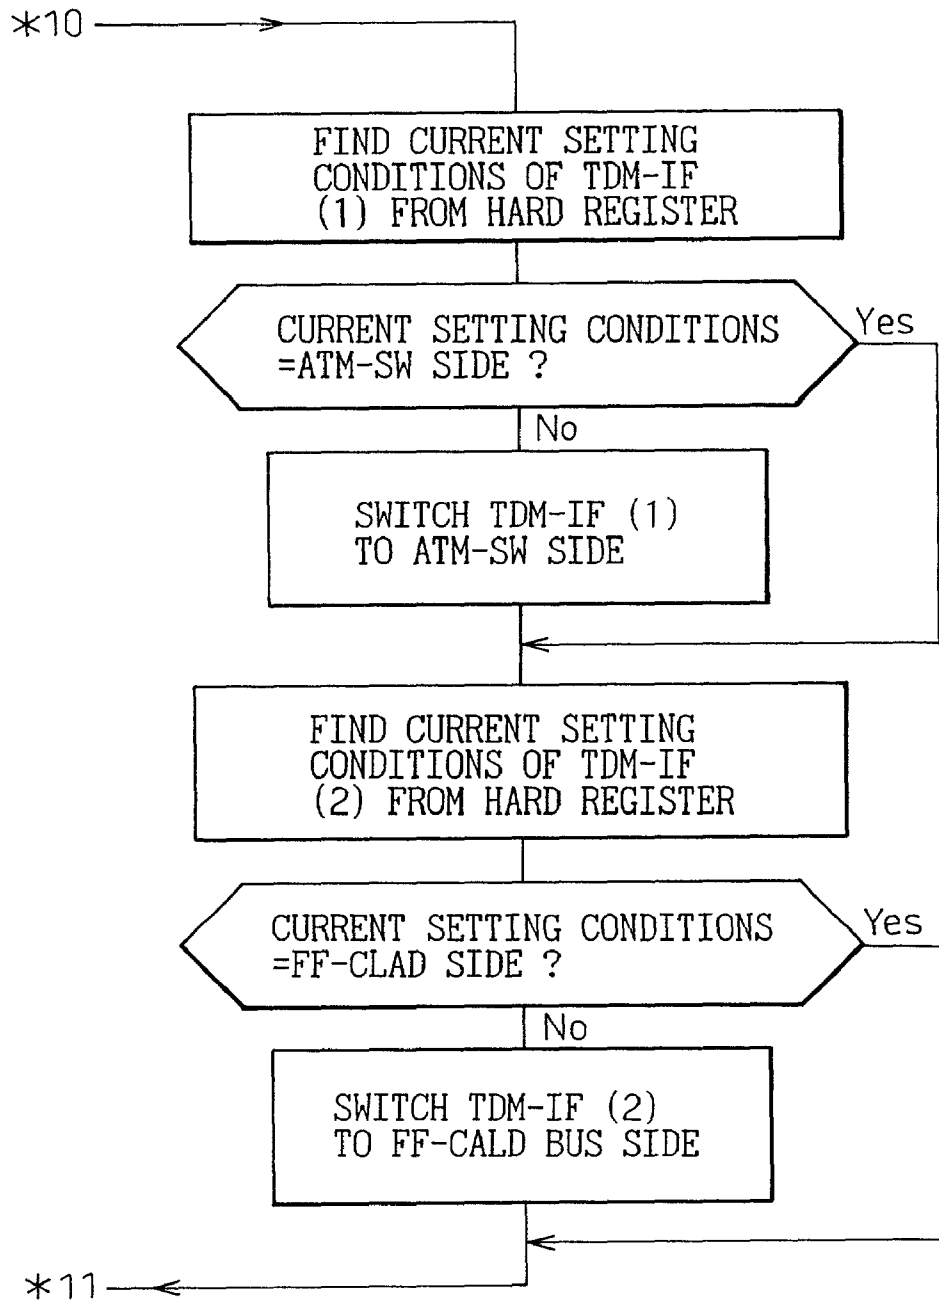 *10
FIND CURRENT SETTING
CONDITIONS OF TDM-IF
(1) FROM HARD REGISTER
CURRENT SETTING CONDITIONS
=ATM-SW SIDE ?
Yes
No
SWITCH TDM-IF (1)
TO ATM-SW SIDE
FIND CURRENT SETTING
CONDITIONS OF TDM-IF
(2) FROM HARD REGISTER
CURRENT SETTING CONDITIONS
=FF-CLAD SIDE ?
Yes
No
SWITCH TDM-IF (2)
TO FF-CALD BUS SIDE
*11